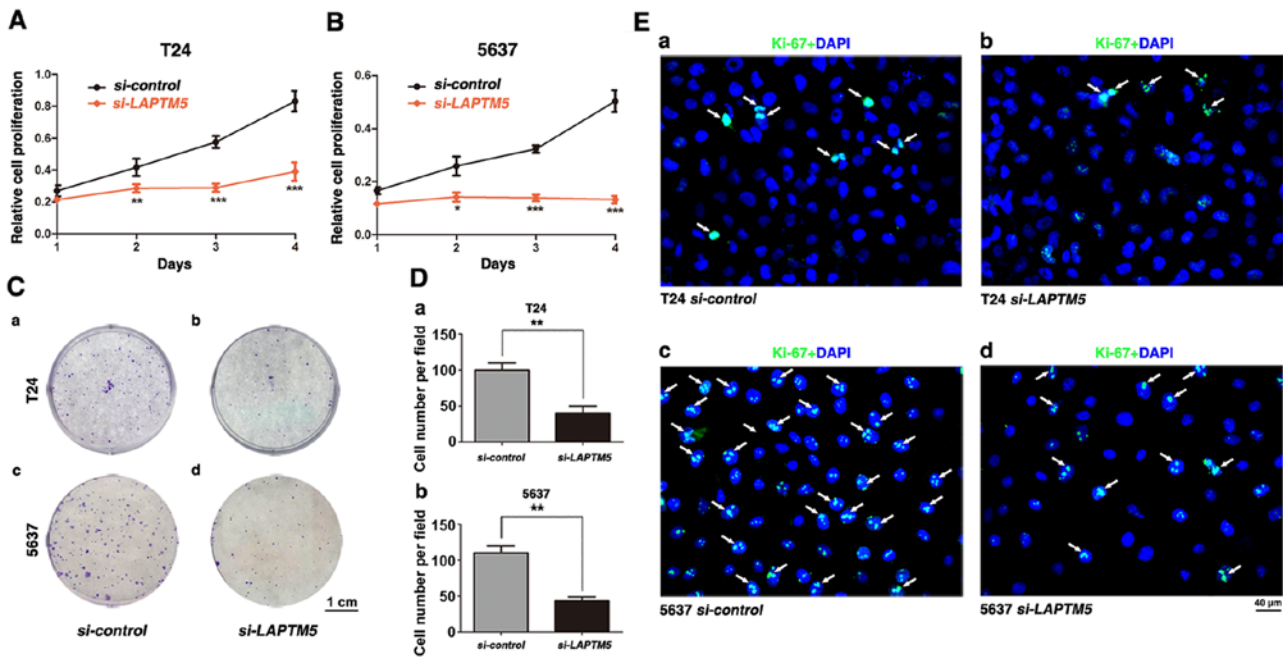 A
T24
Relative cell proliferation
1.0
0.8
0.6
0.4
0.2
0.0
si-control
si-LAPTM5
**
***
***
1 2 3 4
Days
B
5637
Relative cell proliferation
0.6
0.4
0.2
0.0
si-control
si-LAPTM5
*
***
***
1 2 3 4
Days
C
a b
T24
c d
5637
1 cm
si-control si-LAPTM5
D
a
T24
**
Cell number per field
150
100
50
0
si-control si-LAPTM5
b
5637
**
Cell number per field
150
100
50
0
si-control si-LAPTM5
E
a b
Ki-67+DAPI Ki-67+DAPI
T24 si-control T24 si-LAPTM5
c d
Ki-67+DAPI Ki-67+DAPI
5637 si-control 5637 si-LAPTM5
40 µm